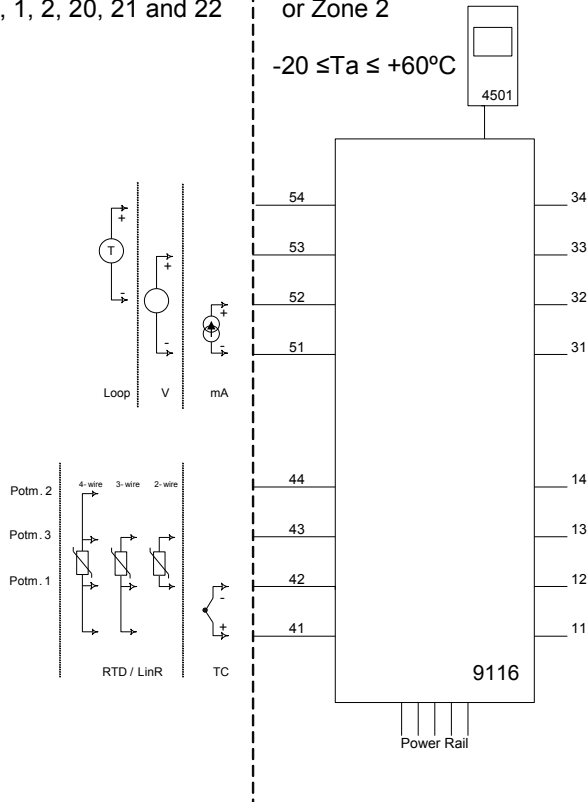 , 1, 2, 20, 21 and 22
or Zone 2
-20 ≤Ta ≤ +60ºC
4501
54
34
+
T
53
33
+
-
52
32
+
-
51
31
-
Loop
V
mA
44
14
Potm. 2
4- wire
3- wire
2- wire
43
13
Potm. 3
Potm. 1
42
12
-
+
41
11
RTD / LinR
TC
9116
Power Rail